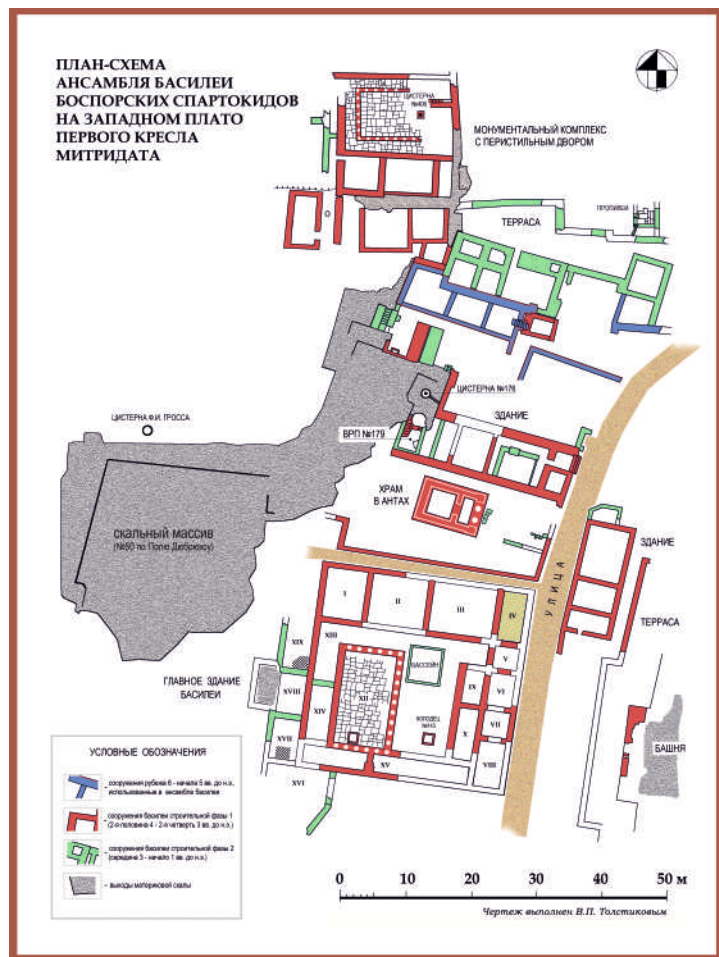 ПЛАН-СХЕМА
АНСАМБЛЯ БАСИЛЕИ
БОСПОРСКИХ СПАРТОКИДОВ
НА ЗАПАДНОМ ПЛАТО
ПЕРВОГО КРЕСЛА
МИТРИДАТА
ЦИСТЕРНА
МОНУМЕНТАЛЬНЫЙ КОМПЛЕКС
С ПЕРИСТИЛЬНЫМ ДВОРОМ
ПРОПИЛЕИ
ТЕРРАСА
ЦИСТЕРНА №176
ЦИСТЕРНА Ф.И. ГРОССА
ЗДАНИЕ
ВРП №179
ХРАМ
В АНТАХ
СКАЛЬНЫЙ МАССИВ
(№50 по Полю Дюбрюксу)
ЗДАНИЕ
УЛИЦА
I
II
III
IV
ТЕРРАСА
XIII
XIX
БАССЕЙН
V
ГЛАВНОЕ ЗДАНИЕ
БАСИЛЕИ
XVIII
XIV
XII
IX
VI
КОЛОДЕЦ
X
VII
XVII
БАШНЯ
XV
VIII
XVI
УСЛОВНЫЕ ОБОЗНАЧЕНИЯ
- сооружения рубежа 6 - начала 5 вв. до н.э.,
использованные в ансамбле басилеи
- сооружения басилеи строительной фазы 1
(2-я половина 4 - 2-я четверть 3 вв. до н.э.)
- сооружения басилеи строительной фазы 2
(середина 3 - начало 1 вв. до н.э.)
- выходы материковой скалы
0 10 20 30 40 50 м
Чертеж выполнен В.П. Толстиковым